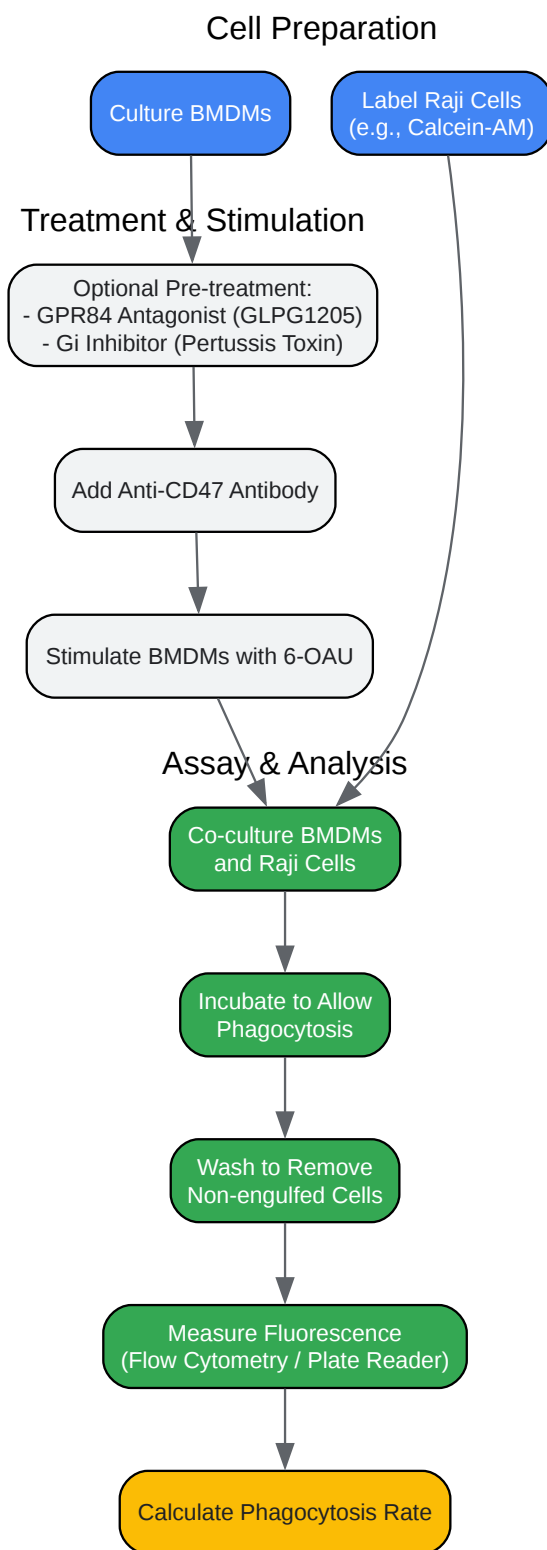 Cell Preparation
Culture BMDMs
Label Raji Cells
(e.g., Calcein-AM)
Treatment & Stimulation
Optional Pre-treatment:
- GPR84 Antagonist (GLPG1205)
- Gi Inhibitor (Pertussis Toxin)
Add Anti-CD47 Antibody
Stimulate BMDMs with 6-OAU
Assay & Analysis
Co-culture BMDMs
and Raji Cells
Incubate to Allow
Phagocytosis
Wash to Remove
Non-engulfed Cells
Measure Fluorescence
(Flow Cytometry / Plate Reader)
Calculate Phagocytosis Rate